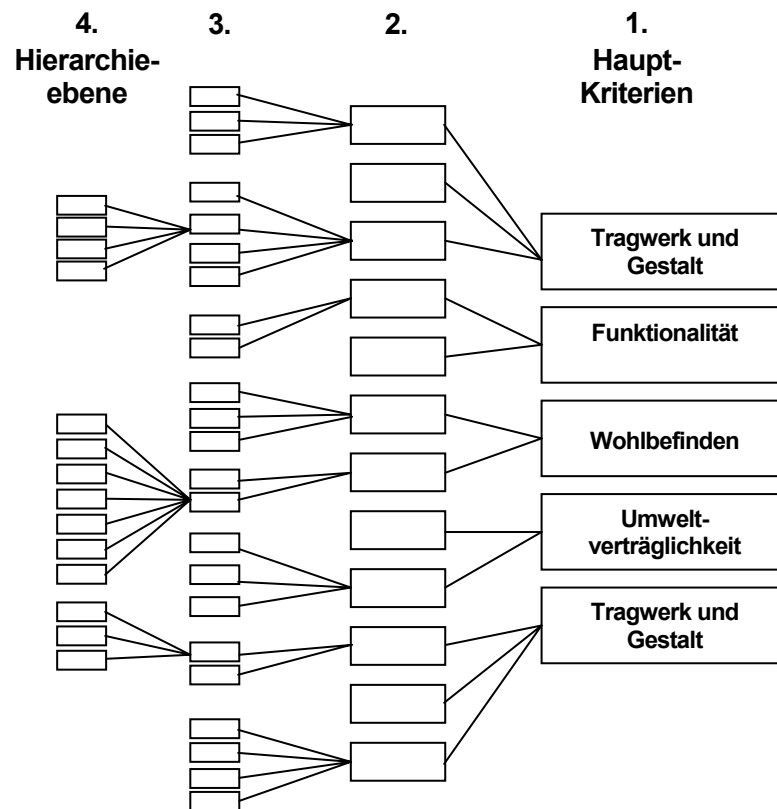 4.
3.
2.
1.
Hierarchie-
ebene
Haupt-
Kriterien
Tragwerk und
Gestalt
Funktionalität
Wohlbefinden
Umwelt-
verträglichkeit
Tragwerk und
Gestalt